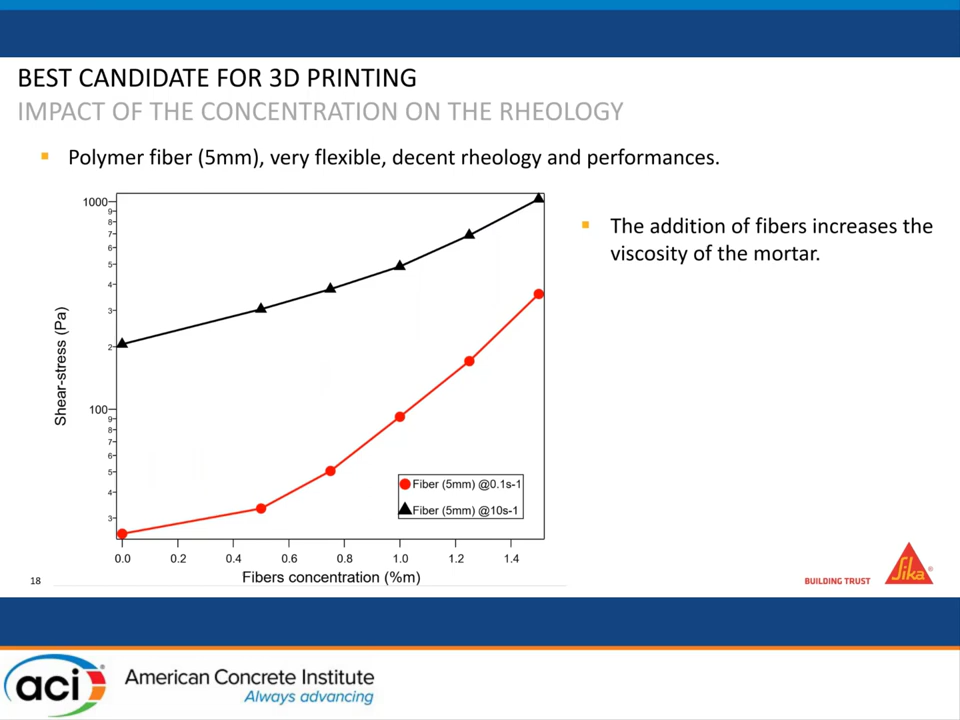 BEST CANDIDATE FOR 3D PRINTING
IMPACT OF THE CONCENTRATION ON THE RHEOLOGY
Polymer fiber (5mm), very flexible, decent rheology and performances.
The addition of fibers increases the
viscosity of the mortar.
Shear-stress (Pa)
1000
9
8
7
6
5
4
3
2
100
9
8
7
6
5
4
3
Fiber (5mm) @0.1s-1
Fiber (5mm) @10s-1
0.0 0.2 0.4 0.6 0.8 1.0 1.2 1.4
Fibers concentration (%m)
18
BUILDING TRUST
Sika®
aci®
American Concrete Institute
Always advancing